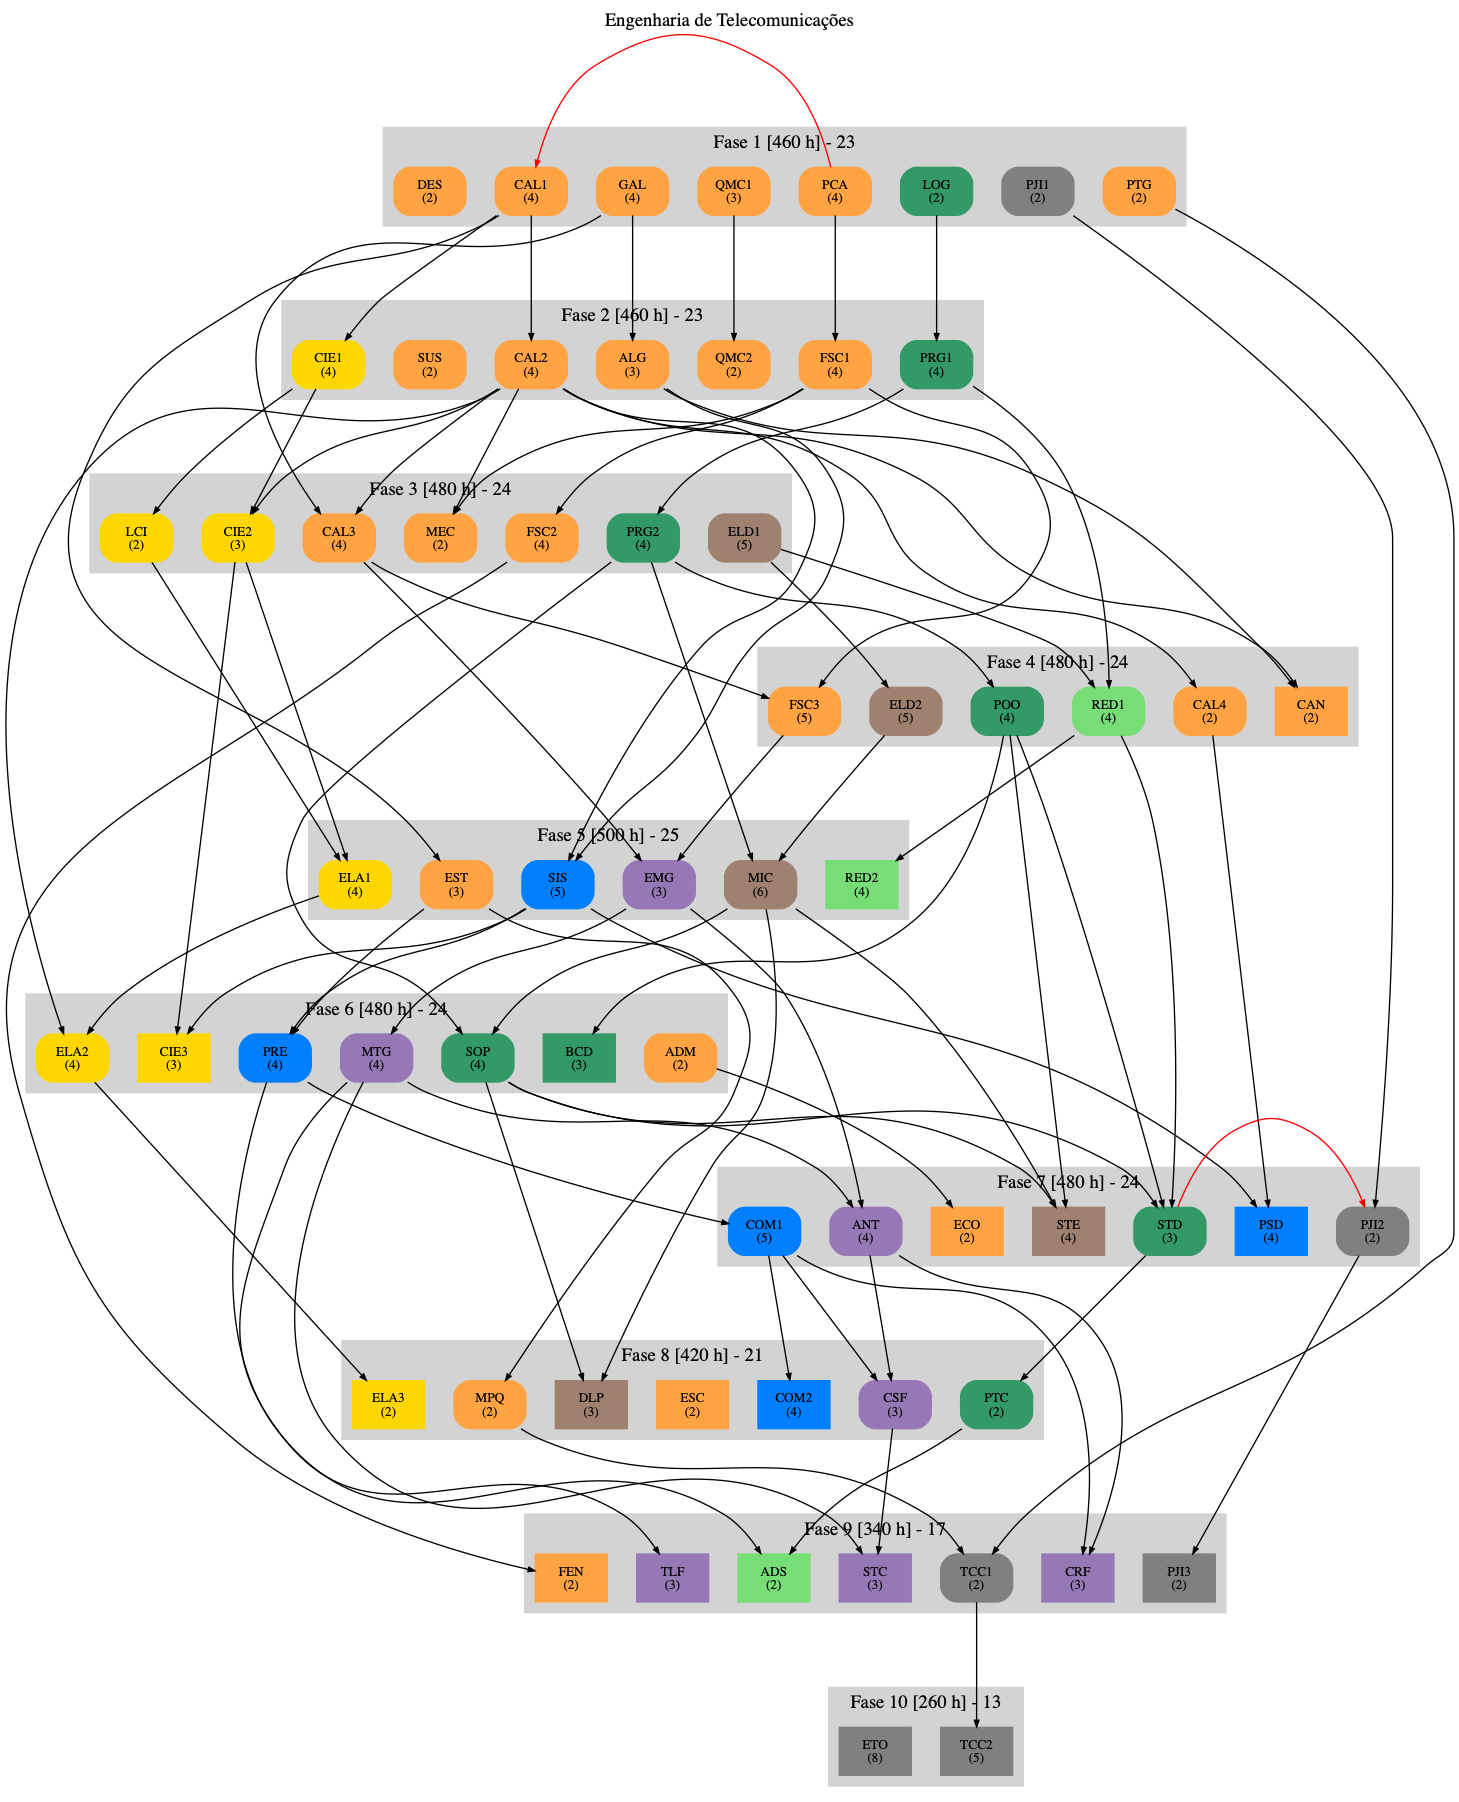 Engenharia de Telecomunicações
Fase 1 [460 h] - 23
DES
(2)
CAL1
(4)
GAL
(4)
QMC1
(3)
PCA
(4)
LOG
(2)
PJI1
(2)
PTG
(2)
Fase 2 [460 h] - 23
CIE1
(4)
SUS
(2)
CAL2
(4)
ALG
(3)
QMC2
(2)
FSC1
(4)
PRG1
(4)
Fase 3 [480 h] - 24
LCI
(2)
CIE2
(3)
CAL3
(4)
MEC
(2)
FSC2
(4)
PRG2
(4)
ELD1
(5)
Fase 4 [480 h] - 24
FSC3
(5)
ELD2
(5)
POO
(4)
RED1
(4)
CAL4
(2)
CAN
(2)
Fase 5 [500 h] - 25
ELA1
(4)
EST
(3)
SIS
(5)
EMG
(3)
MIC
(6)
RED2
(4)
Fase 6 [480 h] - 24
ELA2
(4)
CIE3
(3)
PRE
(4)
MTG
(4)
SOP
(4)
BCD
(3)
ADM
(2)
Fase 7 [480 h] - 24
COM1
(5)
ANT
(4)
ECO
(2)
STE
(4)
STD
(3)
PSD
(4)
PJI2
(2)
Fase 8 [420 h] - 21
ELA3
(2)
MPQ
(2)
DLP
(3)
ESC
(2)
COM2
(4)
CSF
(3)
PTC
(2)
Fase 9 [340 h] - 17
FEN
(2)
TLF
(3)
ADS
(2)
STC
(3)
TCC1
(2)
CRF
(3)
PJI3
(2)
Fase 10 [260 h] - 13
ETO
(8)
TCC2
(5)